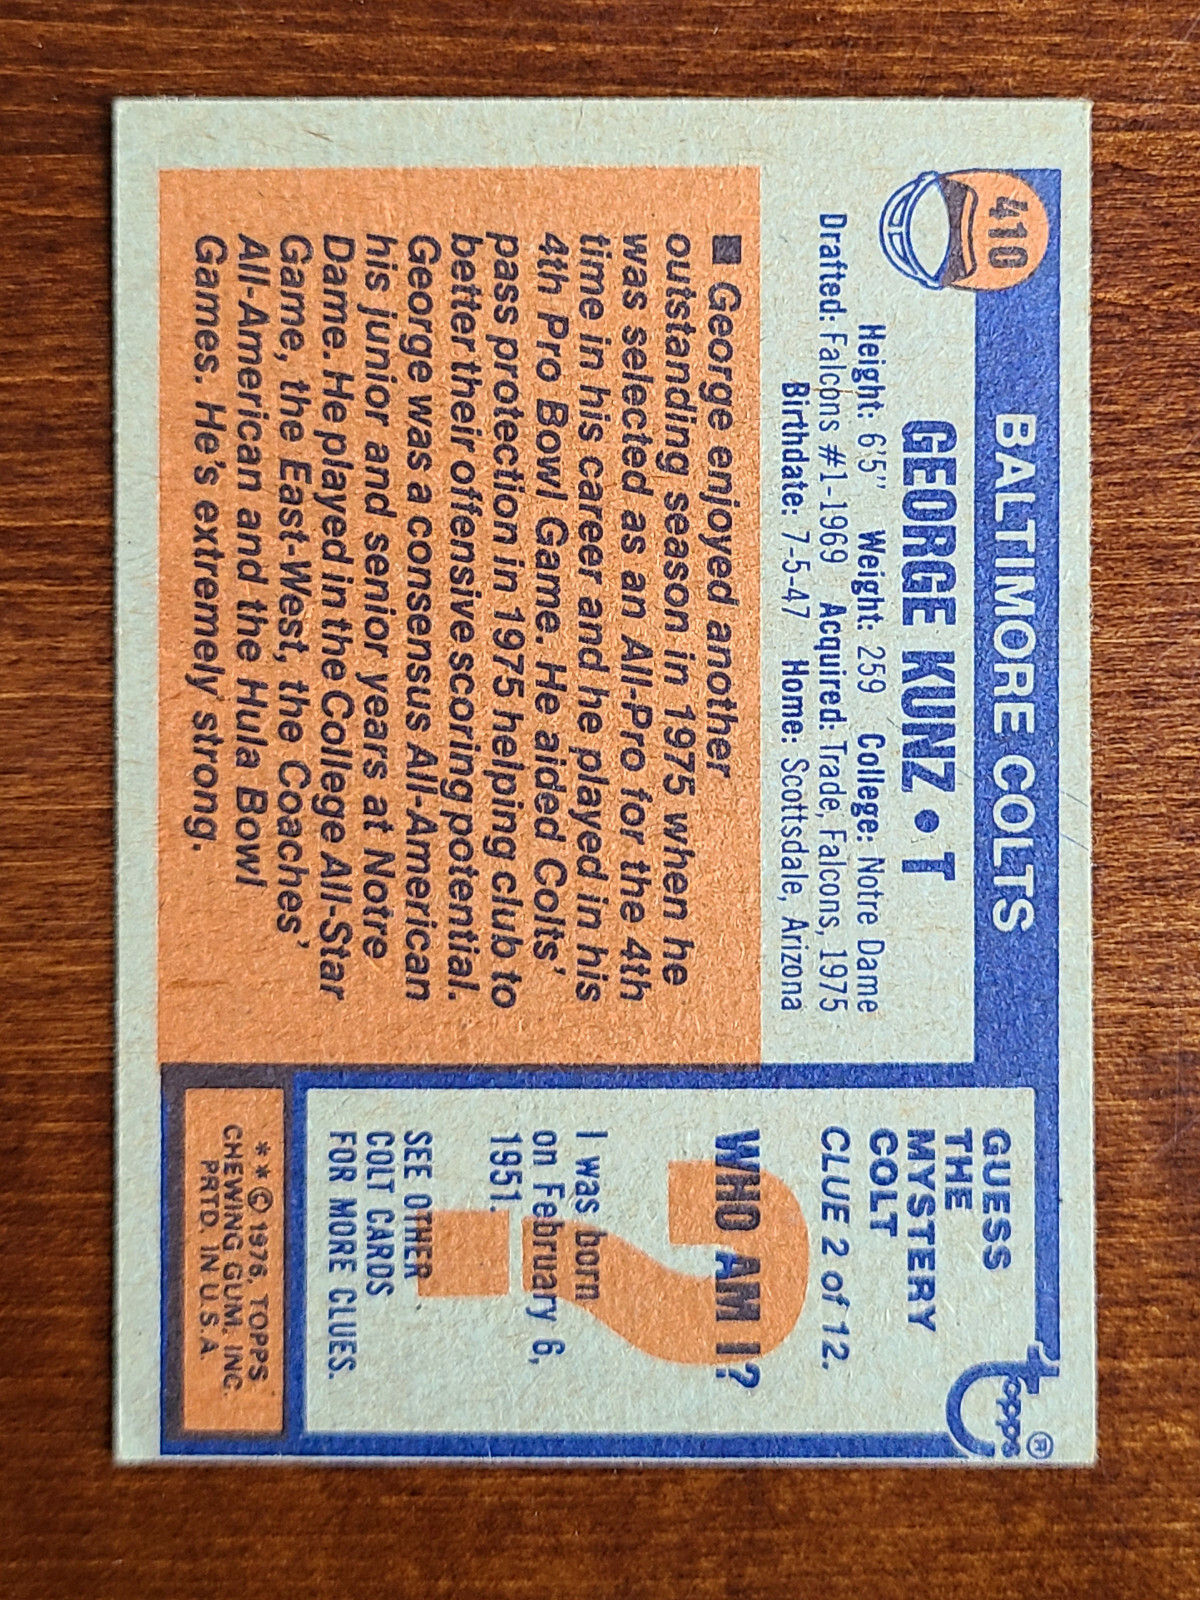 410
BALTIMORE COLTS
GEORGE KUNZ • T
Height: 6'5" Weight: 259 College: Notre Dame
Drafted: Falcons #1-1969 Acquired: Trade, Falcons, 1975
Birthdate: 7-5-47 Home: Scottsdale, Arizona
■ George enjoyed another
outstanding season in 1975 when he
was selected as an All-Pro for the 4th
time in his career and he played in his
4th Pro Bowl Game. He aided Colts'
pass protection in 1975 helping club to
better their offensive scoring potential.
George was a consensus All-American
his junior and senior years at Notre
Dame. He played in the College All-Star
Game, the East-West, the Coaches'
All-American and the Hula Bowl
Games. He's extremely strong.
topps®
GUESS
THE
MYSTERY
COLT
CLUE 2 of 12.
?
WHO AM I?
I was born
on February 6,
1951.
SEE OTHER
COLT CARDS
FOR MORE CLUES.
**© 1976, TOPPS
CHEWING GUM, INC.
PRTD. IN U.S.A.